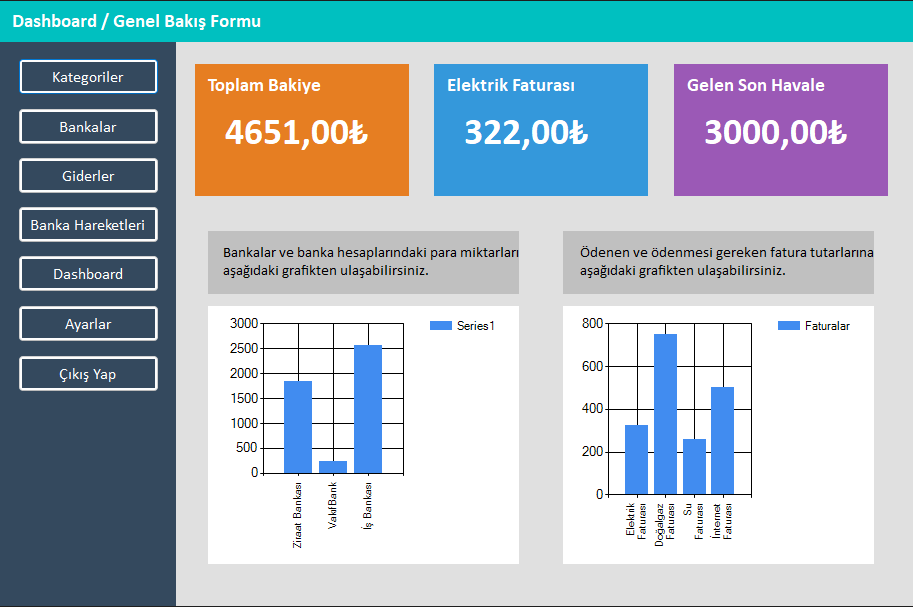 Dashboard / Genel Bakış Formu
Kategoriler
Bankalar
Giderler
Banka Hareketleri
Dashboard
Ayarlar
Çıkış Yap
Toplam Bakiye
4651,00₺
Elektrik Faturası
322,00₺
Gelen Son Havale
3000,00₺
Bankalar ve banka hesaplarındaki para miktarları
aşağıdaki grafikten ulaşabilirsiniz.
3000
2500
2000
1500
1000
500
0
Ziraat Bankası
VakıfBank
İş Bankası
Series1
Ödenen ve ödenmesi gereken fatura tutarlarına
aşağıdaki grafikten ulaşabilirsiniz.
800
600
400
200
0
Elektrik
Faturası
Doğalgaz
Faturası
Su
Faturası
İnternet
Faturası
Faturalar